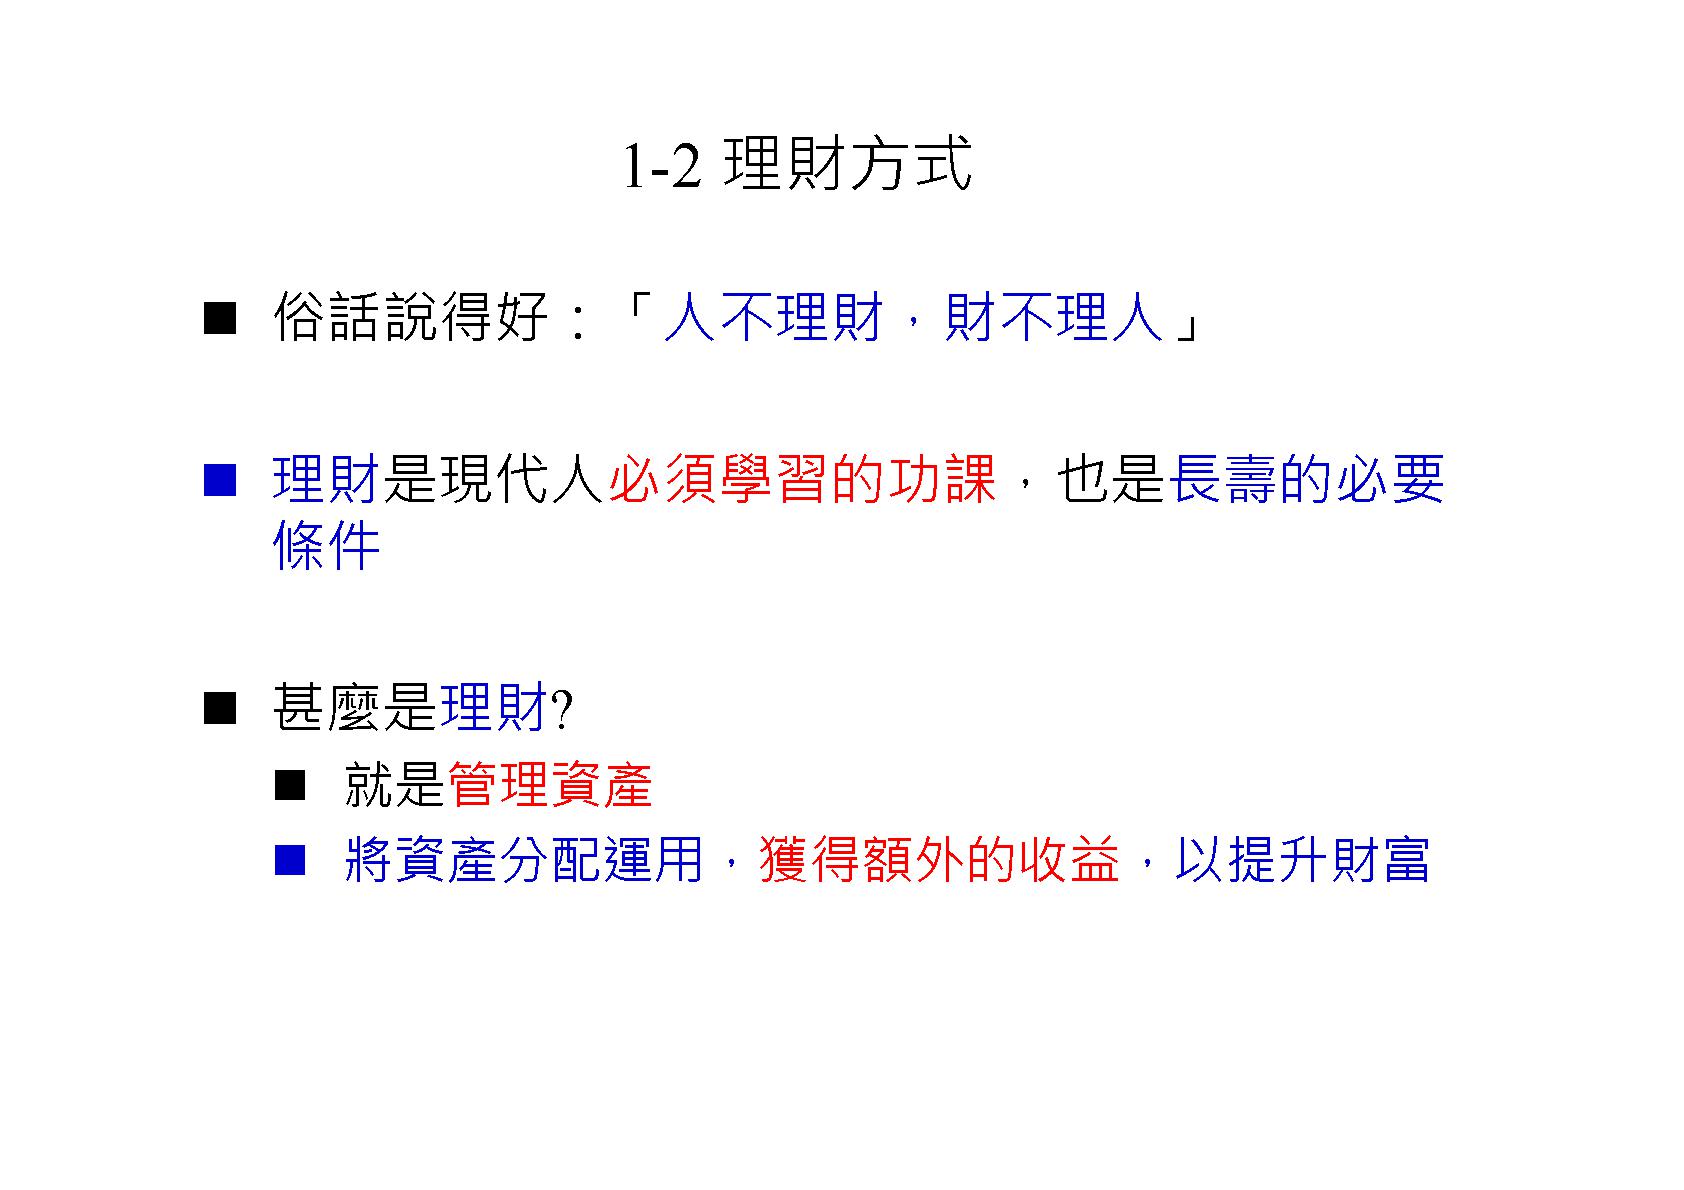 1-2 理財方式
俗話說得好：「人不理財，財不理人」
理財是現代人必須學習的功課，也是長壽的必要
條件
甚麼是理財?
就是管理資產
將資產分配運用，獲得額外的收益，以提升財富